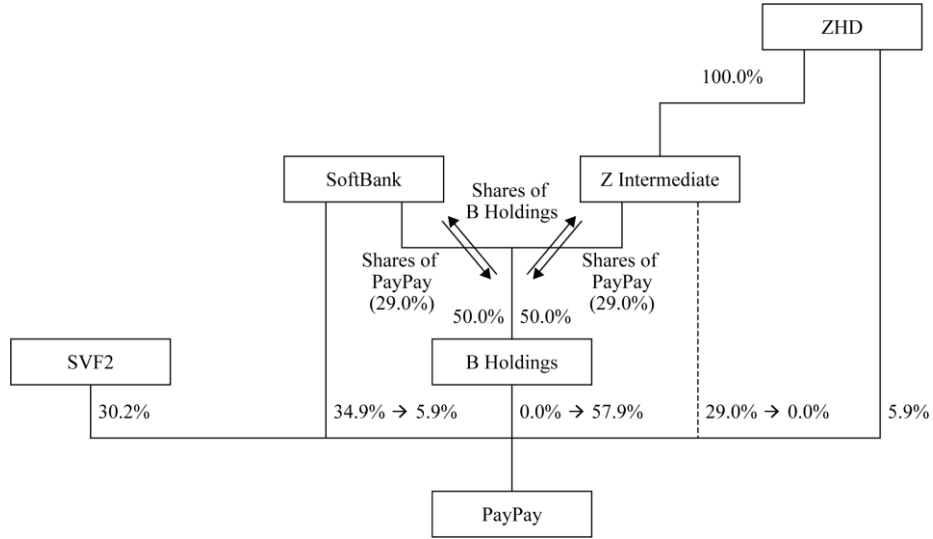 ZHD
100.0%
SoftBank
Z Intermediate
Shares of
B Holdings
Shares of
PayPay
(29.0%)
Shares of
PayPay
(29.0%)
50.0%
50.0%
SVF2
B Holdings
30.2%
34.9% → 5.9%
0.0% → 57.9%
29.0% → 0.0%
5.9%
PayPay